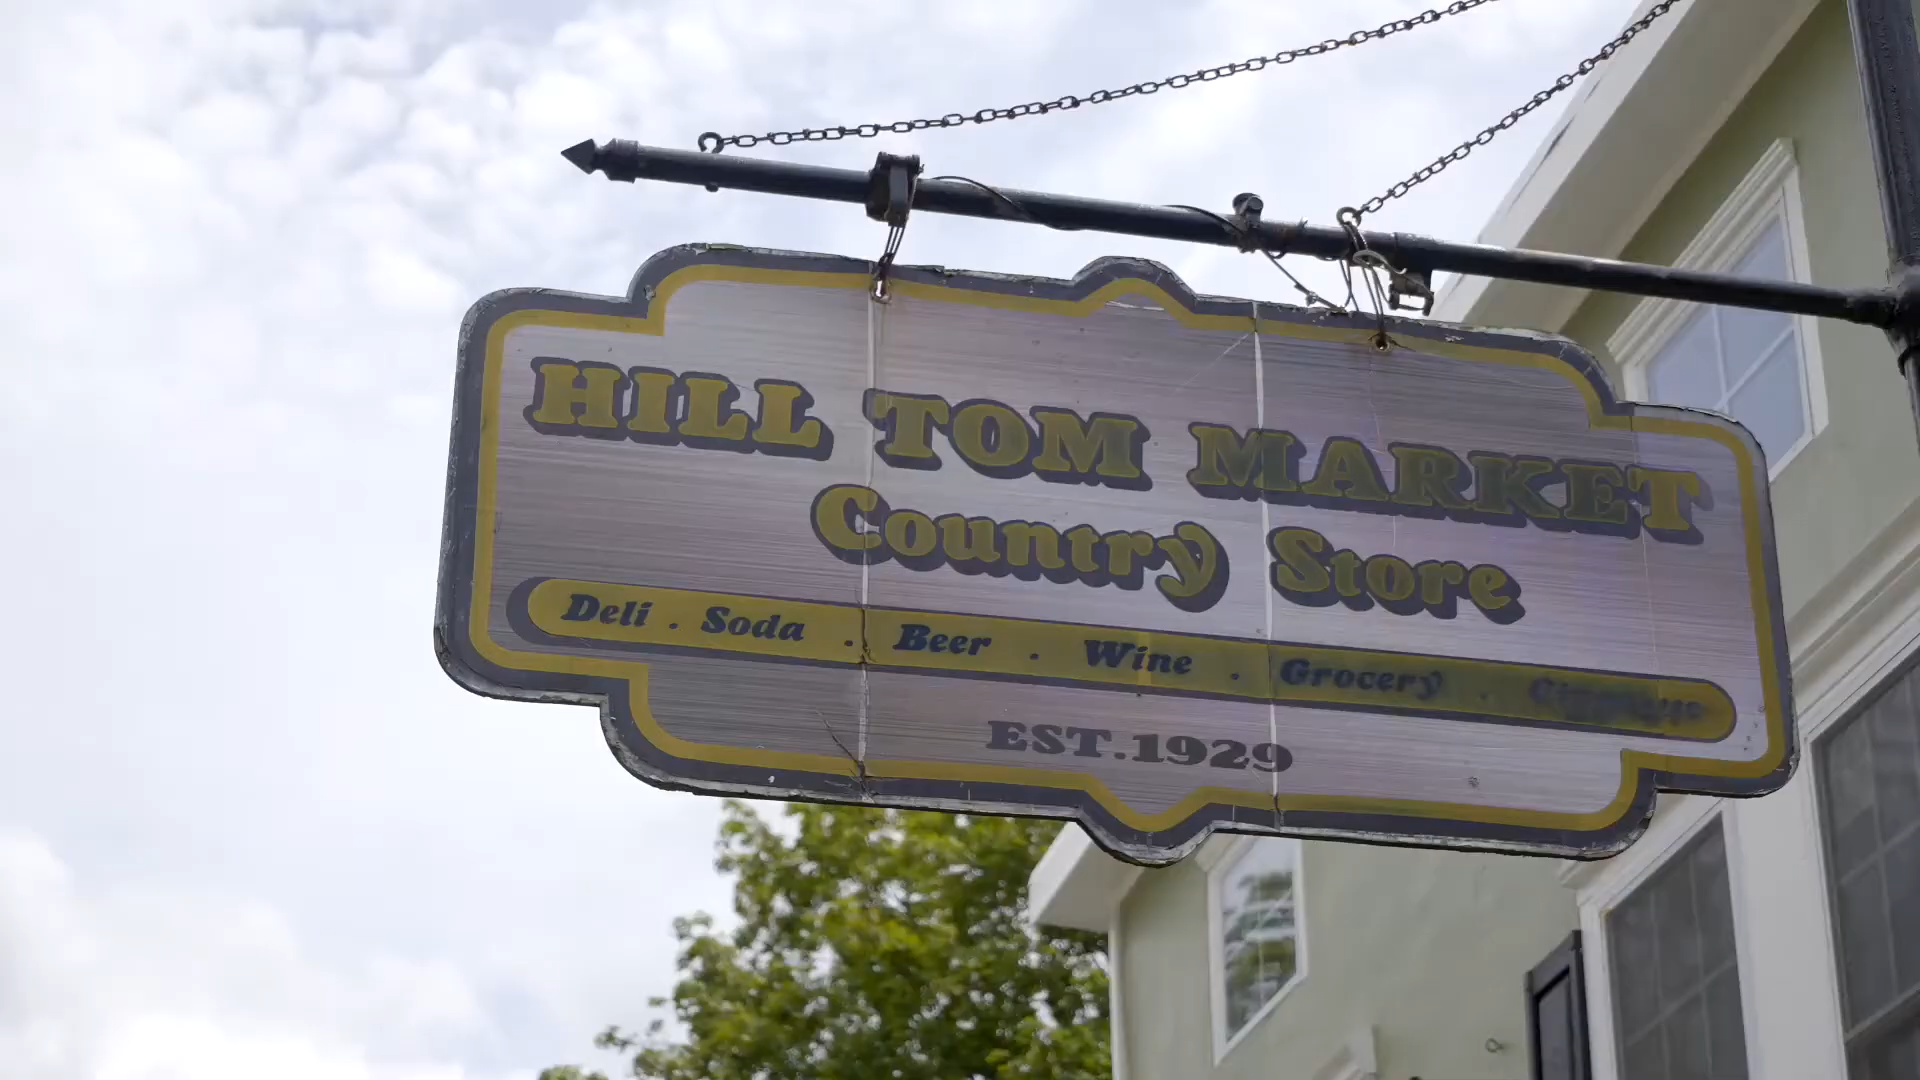 HILL TOM MARKET
Country Store
Deli . Soda . Beer . Wine . Grocery .
EST.1929